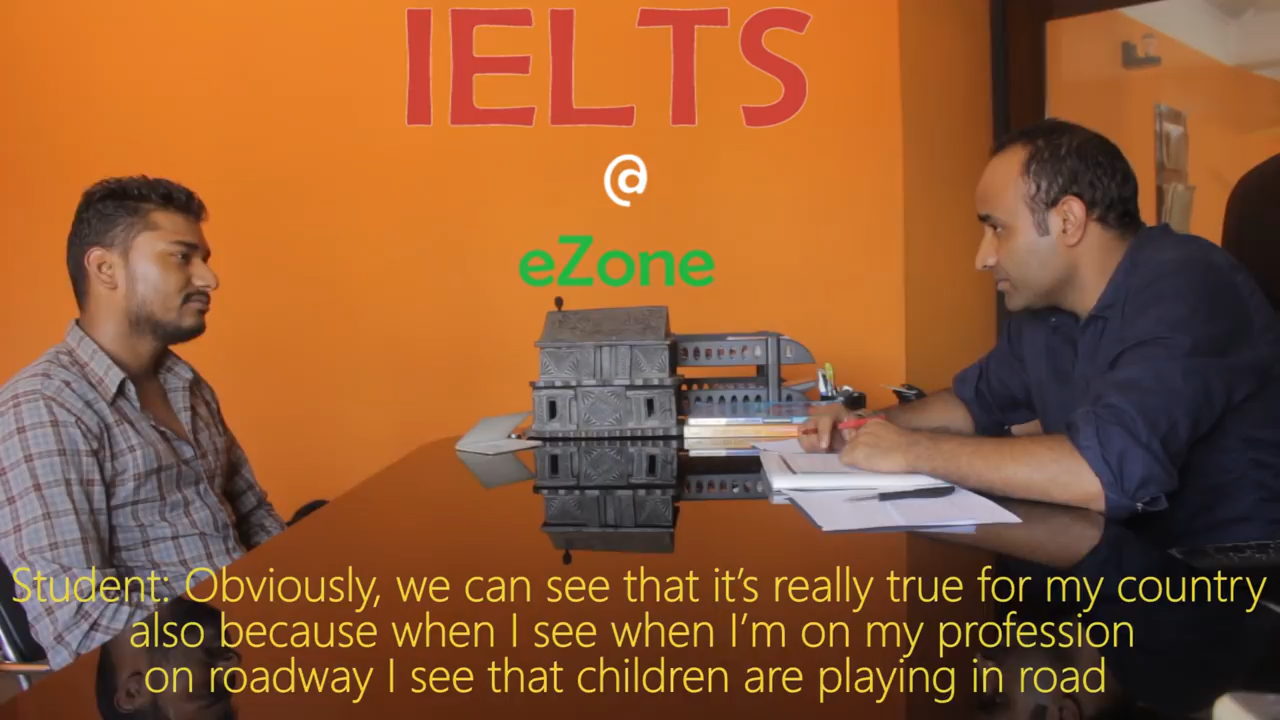 IELTS
@
eZone
Student: Obviously, we can see that it's really true for my country
also because when I see when I'm on my profession
on roadway I see that children are playing in road